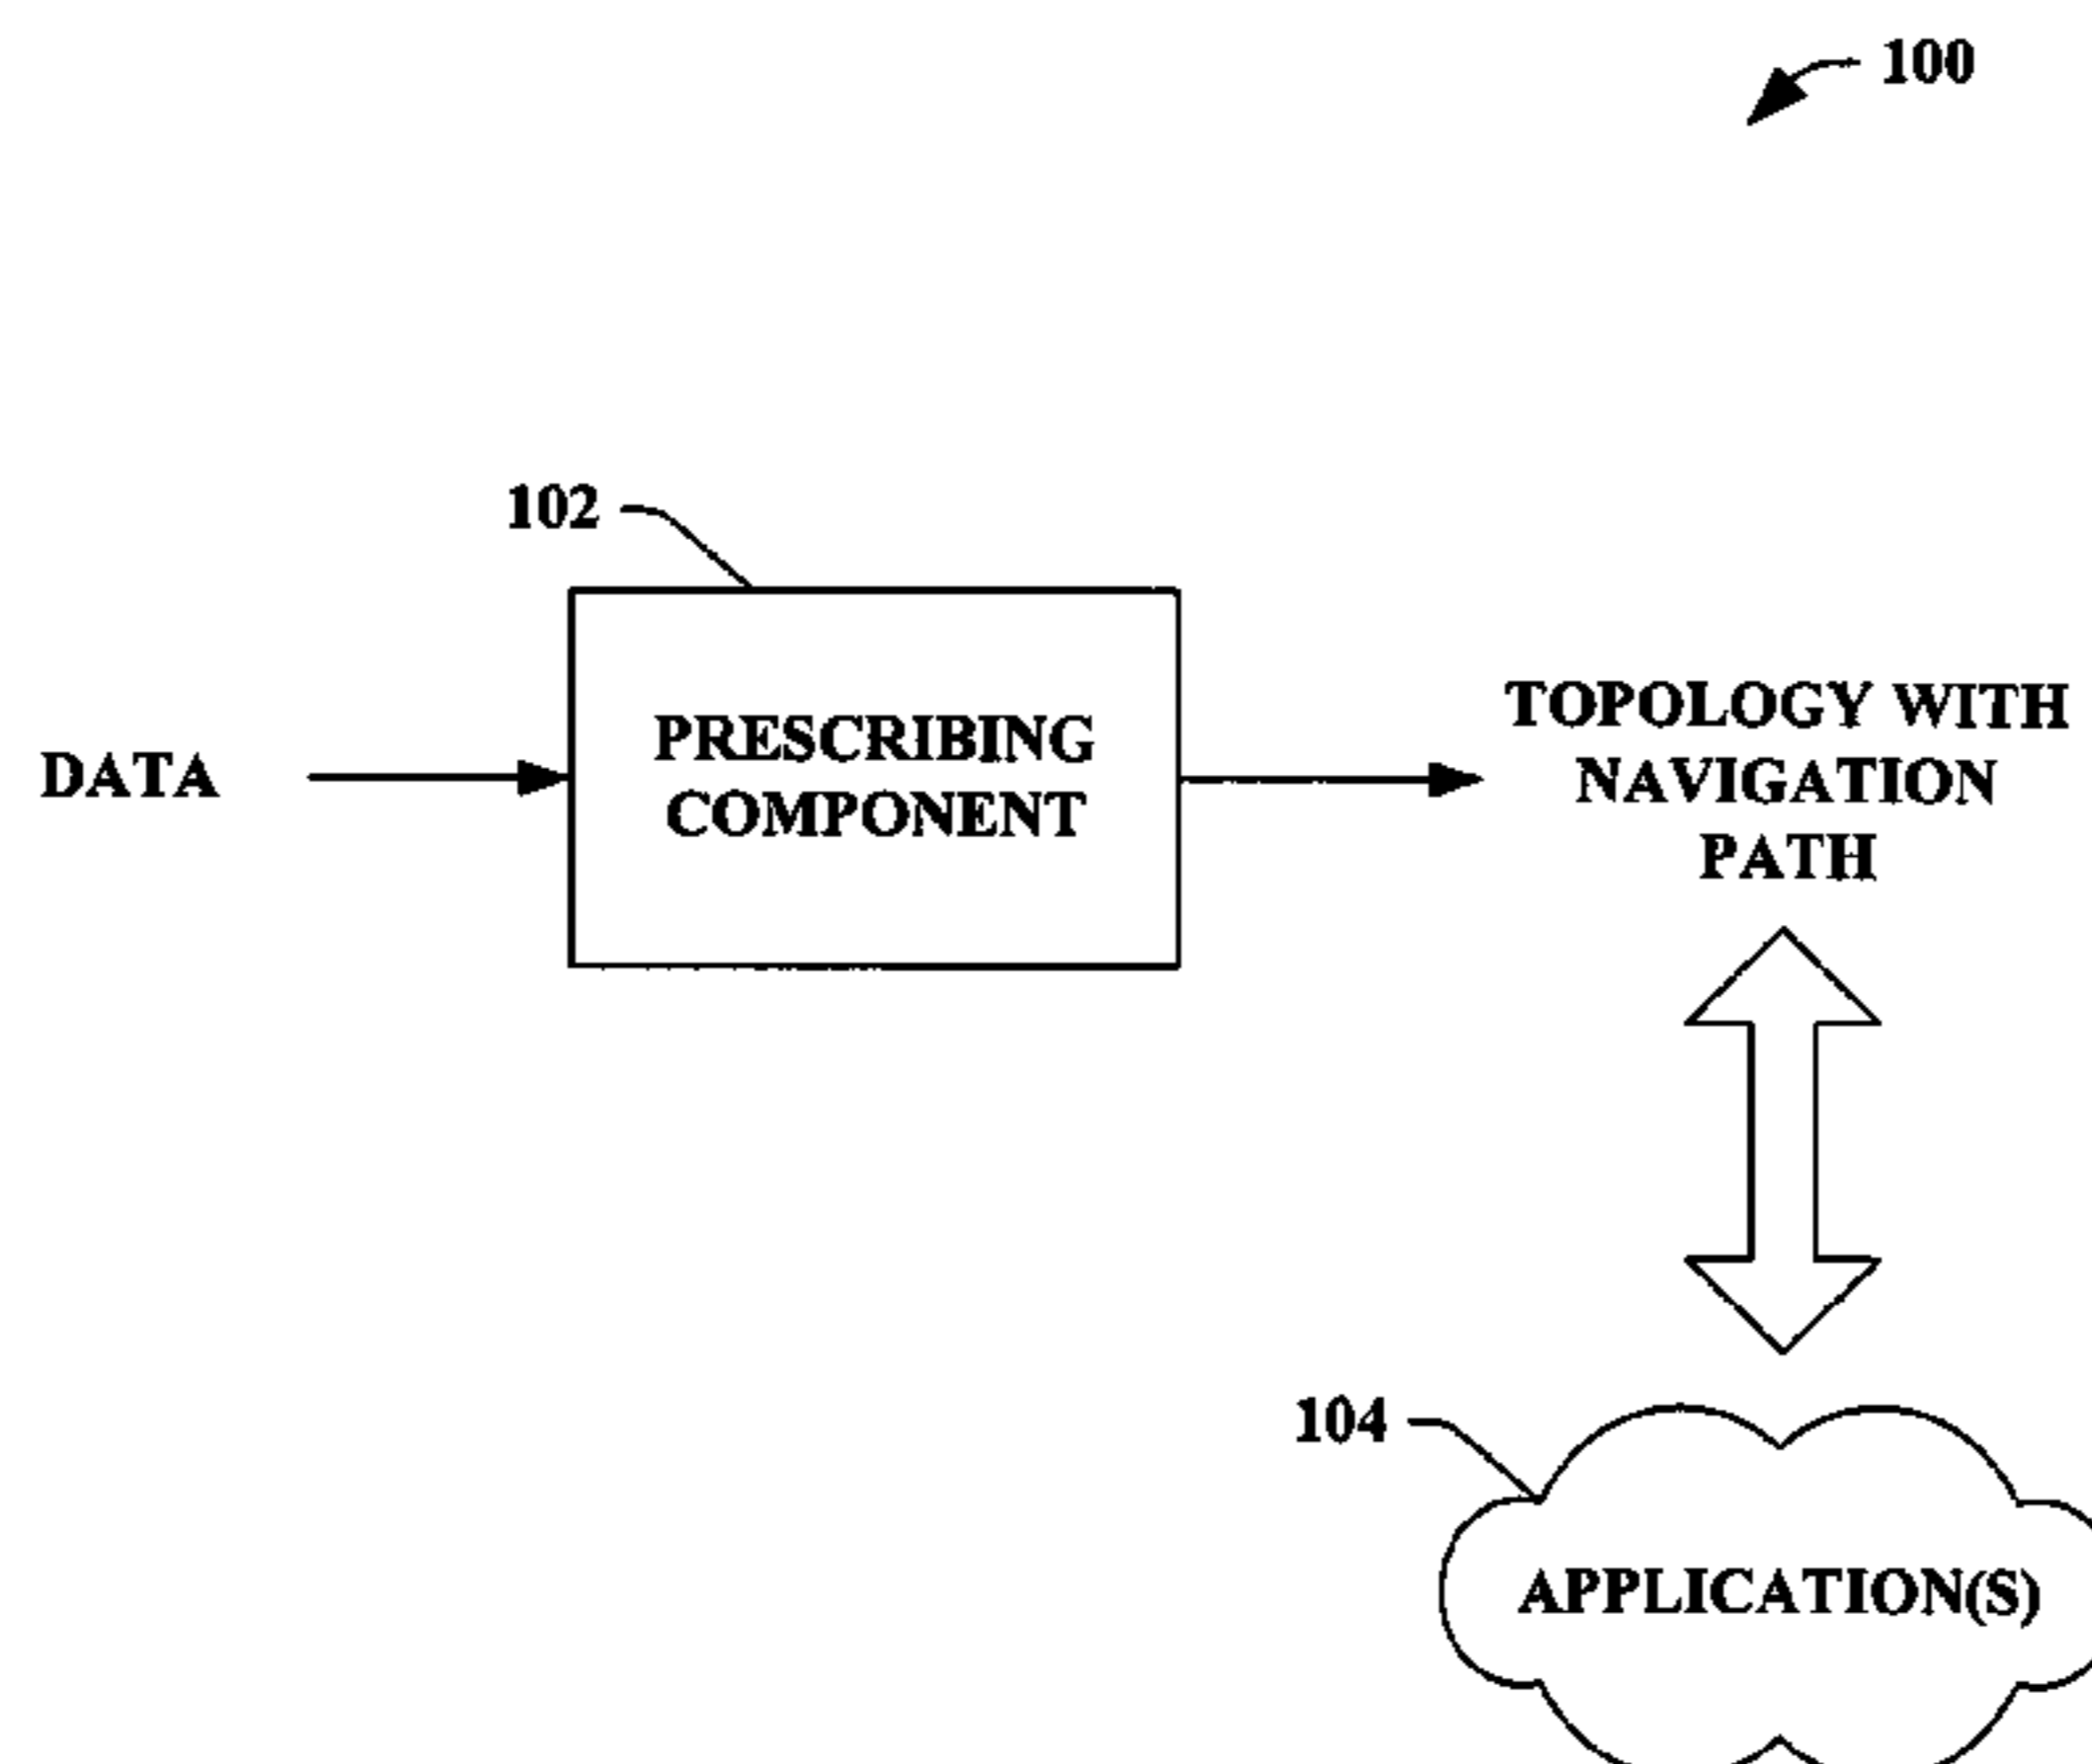 100
102
DATA
PRESCRIBING
COMPONENT
TOPOLOGY WITH
NAVIGATION
PATH
104
APPLICATION(S)